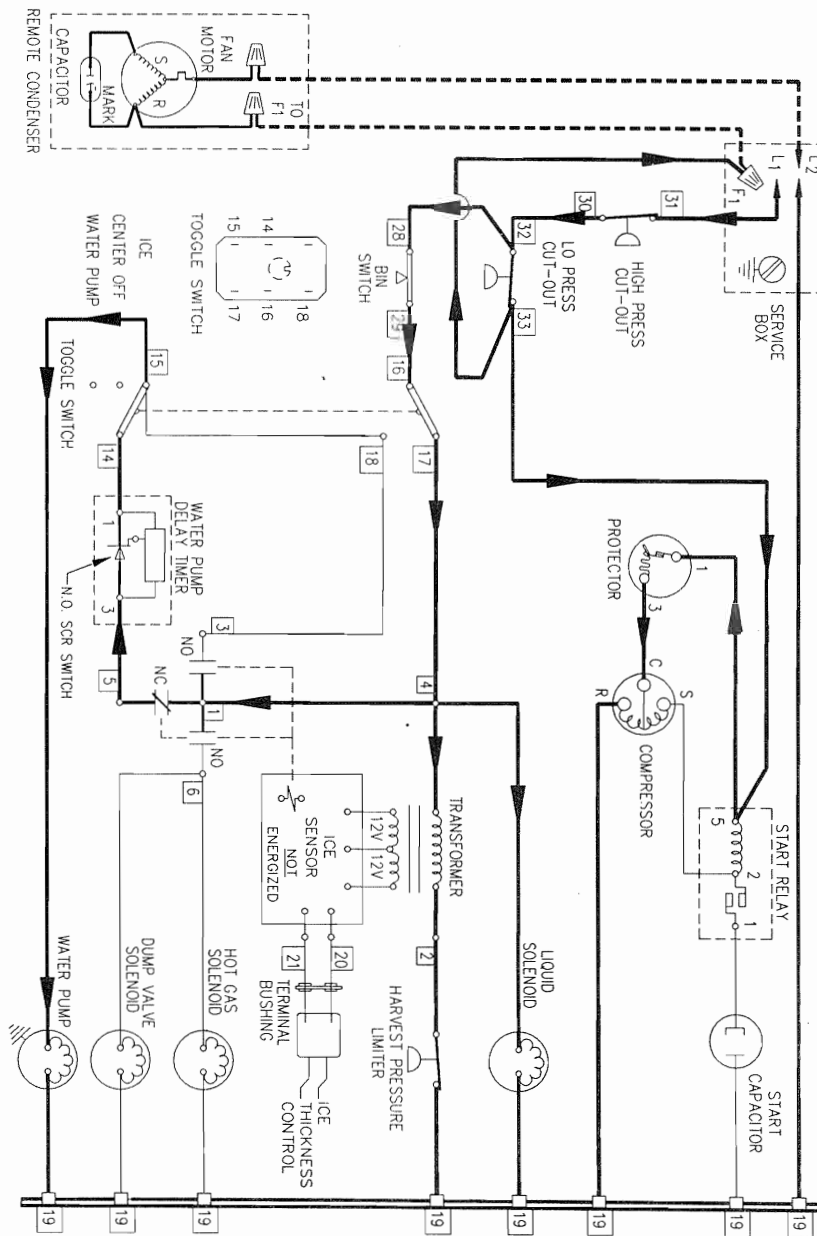 L2
L1
F1
SERVICE
BOX
31
HIGH PRESS
CUT-OUT
30
32
LO PRESS
CUT-OUT
33
START RELAY
5
2
1
START
CAPACITOR
19
19
PROTECTOR
1
3
C
S
R
COMPRESSOR
19
LIQUID
SOLENOID
19
28
BIN
SWITCH
29
16
17
4
TRANSFORMER
12V
12V
2
HARVEST PRESSURE
LIMITER
19
TO
F1
FAN
MOTOR
S
R
MARK
CAPACITOR
REMOTE CONDENSER
18
14
16
15
17
TOGGLE SWITCH
18
ICE
SENSOR
NOT
ENERGIZED
20
21
TERMINAL
BUSHING
ICE
THICKNESS
CONTROL
3
NO
1
NO
NC
6
HOT GAS
SOLENOID
19
WATER PUMP
DELAY TIMER
1
3
N.O. SCR SWITCH
5
DUMP VALVE
SOLENOID
19
ICE
CENTER OFF
WATER PUMP
15
14
TOGGLE SWITCH
WATER PUMP
19